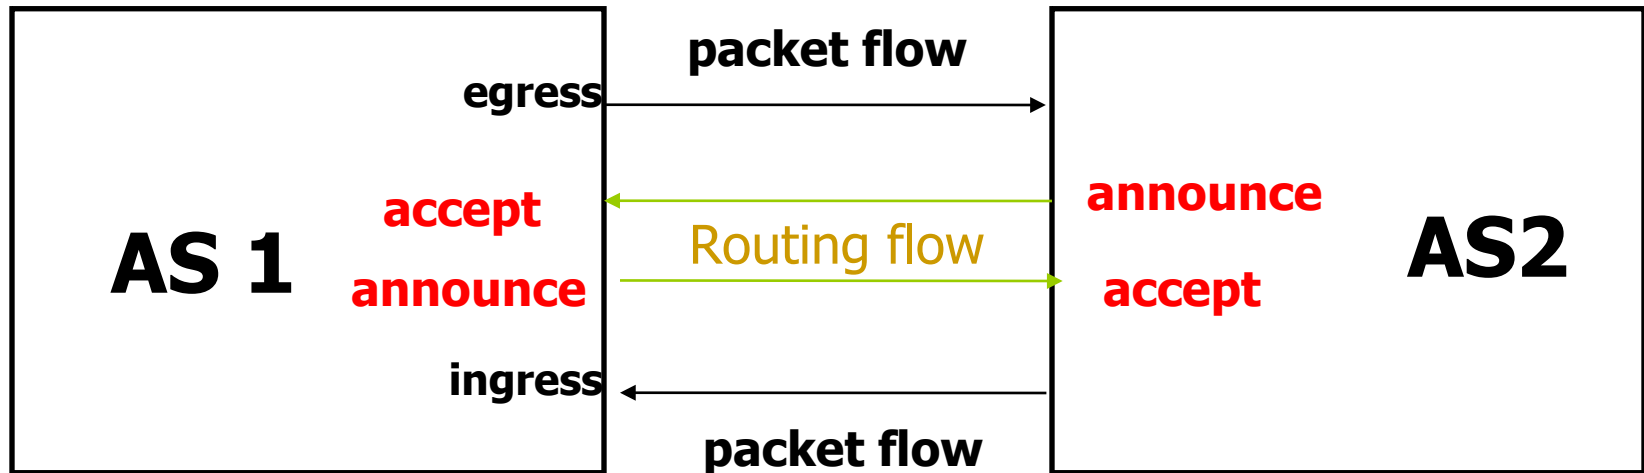 packet flow
egress
accept
announce
Routing flow
AS 1
AS2
announce
accept
ingress
packet flow